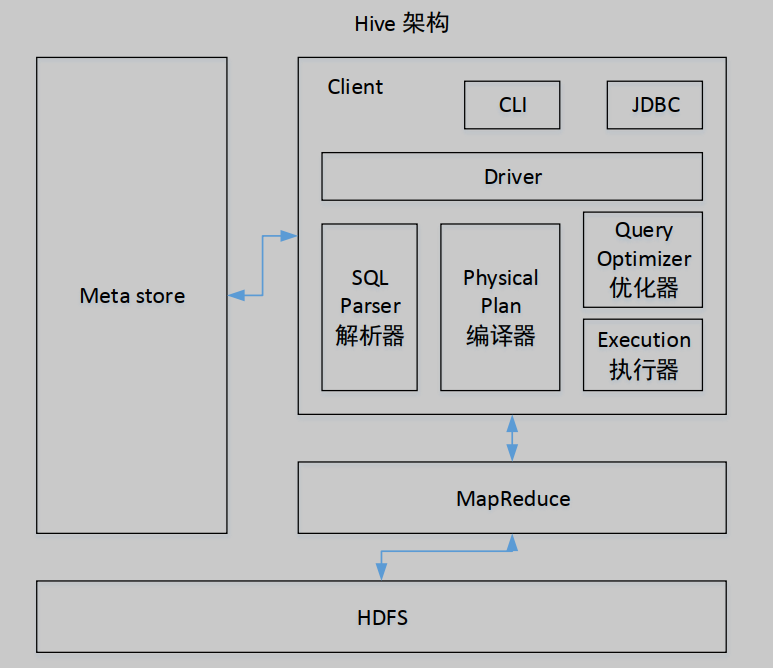 Hive 架构
Client
CLI
JDBC
Driver
Meta store
SQL
Parser
解析器
Physical
Plan
编译器
Query
Optimizer
优化器
Execution
执行器
MapReduce
HDFS